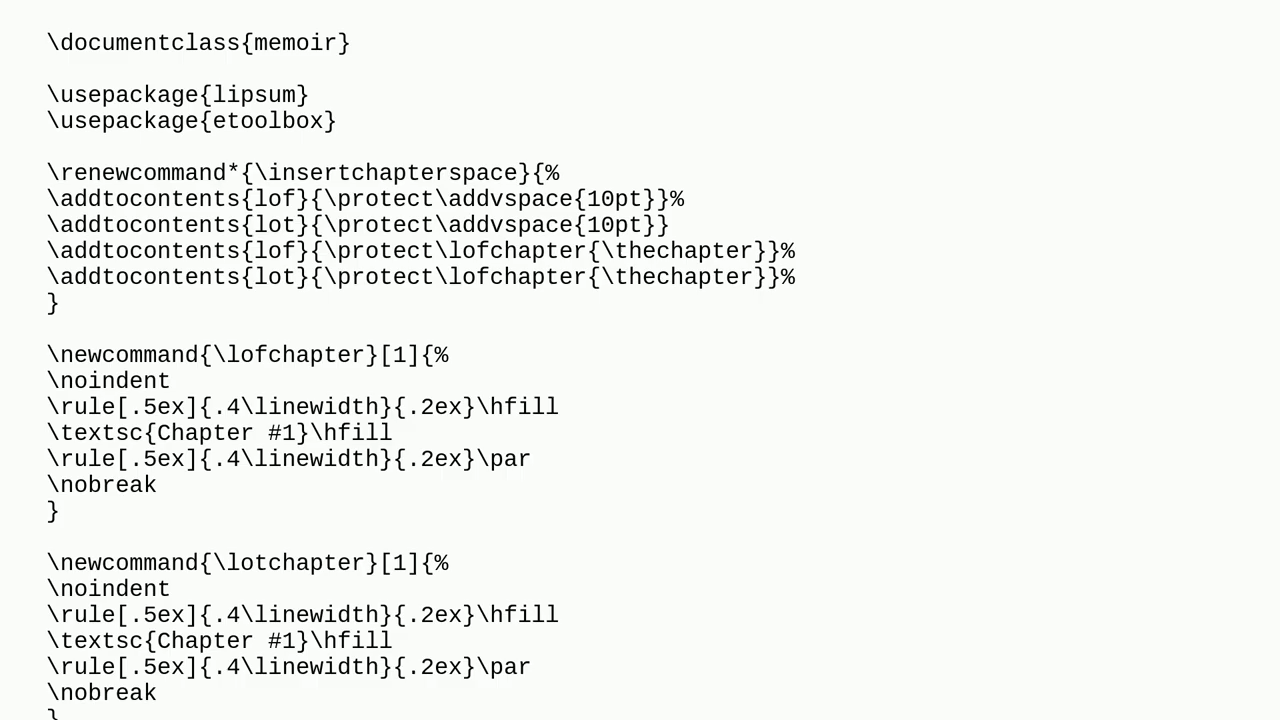 \documentclass{memoir}
\usepackage{lipsum}
\usepackage{etoolbox}
\renewcommand*{\insertchapterspace}{%
\addtocontents{lof}{\protect\addvspace{10pt}}%
\addtocontents{lot}{\protect\addvspace{10pt}}
\addtocontents{lof}{\protect\lofchapter{\thechapter}}%
\addtocontents{lot}{\protect\lofchapter{\thechapter}}%
}
\newcommand{\lofchapter}[1]{%
\noindent
\rule[.5ex]{.4\linewidth}{.2ex}\hfill
\textsc{Chapter #1}\hfill
\rule[.5ex]{.4\linewidth}{.2ex}\par
\nobreak
}
\newcommand{\lotchapter}[1]{%
\noindent
\rule[.5ex]{.4\linewidth}{.2ex}\hfill
\textsc{Chapter #1}\hfill
\rule[.5ex]{.4\linewidth}{.2ex}\par
\nobreak
}